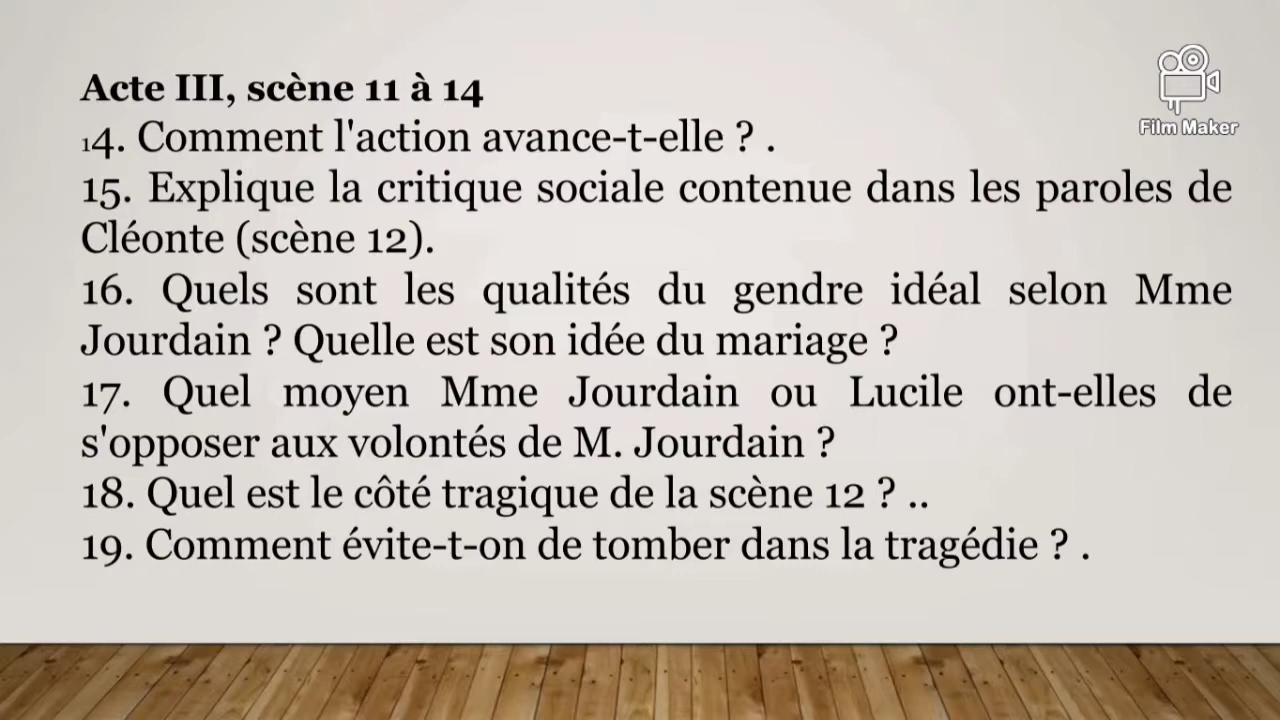 Acte III, scène 11 à 14
14. Comment l'action avance-t-elle ? .
15. Explique la critique sociale contenue dans les paroles de
Cléonte (scène 12).
16. Quels sont les qualités du gendre idéal selon Mme
Jourdain ? Quelle est son idée du mariage ?
17. Quel moyen Mme Jourdain ou Lucile ont-elles de
s'opposer aux volontés de M. Jourdain ?
18. Quel est le côté tragique de la scène 12 ? ..
19. Comment évite-t-on de tomber dans la tragédie ? .
Film Maker